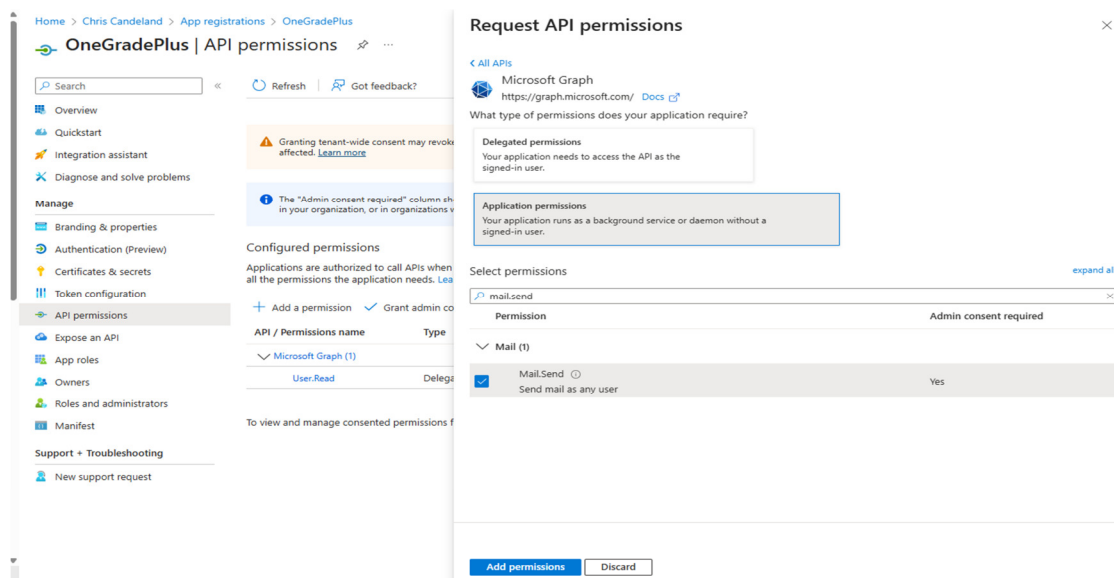 Home > Chris Candeland > App registrations > OneGradePlus
OneGradePlus | API permissions
Search
Overview
Quickstart
Integration assistant
Diagnose and solve problems
Manage
Branding & properties
Authentication (Preview)
Certificates & secrets
Token configuration
API permissions
Expose an API
App roles
Owners
Roles and administrators
Manifest
Support + Troubleshooting
New support request
Refresh
Got feedback?
Granting tenant-wide consent may revoke
affected. Learn more
The "Admin consent required" column sh
in your organization, or in organizations w
Configured permissions
Applications are authorized to call APIs when
all the permissions the application needs. Lea
Add a permission
Grant admin co
API / Permissions name Type
Microsoft Graph (1)
User.Read Delega
To view and manage consented permissions f
Request API permissions
All APIs
Microsoft Graph
https://graph.microsoft.com/ Docs
What type of permissions does your application require?
Delegated permissions
Your application needs to access the API as the
signed-in user.
Application permissions
Your application runs as a background service or daemon without a
signed-in user.
Select permissions
expand all
mail.send
Permission Admin consent required
Mail (1)
Mail.Send Yes
Send mail as any user
Add permissions
Discard